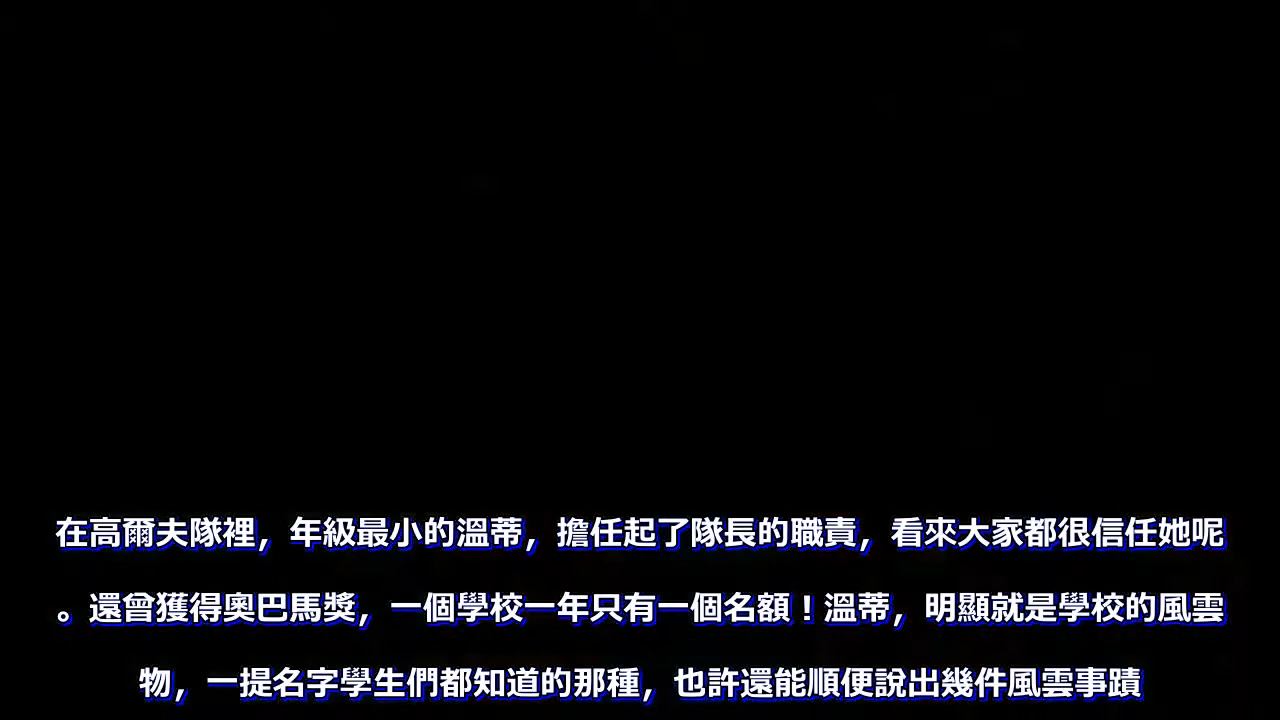 在高爾夫隊裡，年級最小的溫蒂，擔任起了隊長的職責，看來大家都很信任她呢
。還曾獲得奧巴馬獎，一個學校一年只有一個名額！溫蒂，明顯就是學校的風雲
物，一提名字學生們都知道的那種，也許還能順便說出幾件風雲事蹟